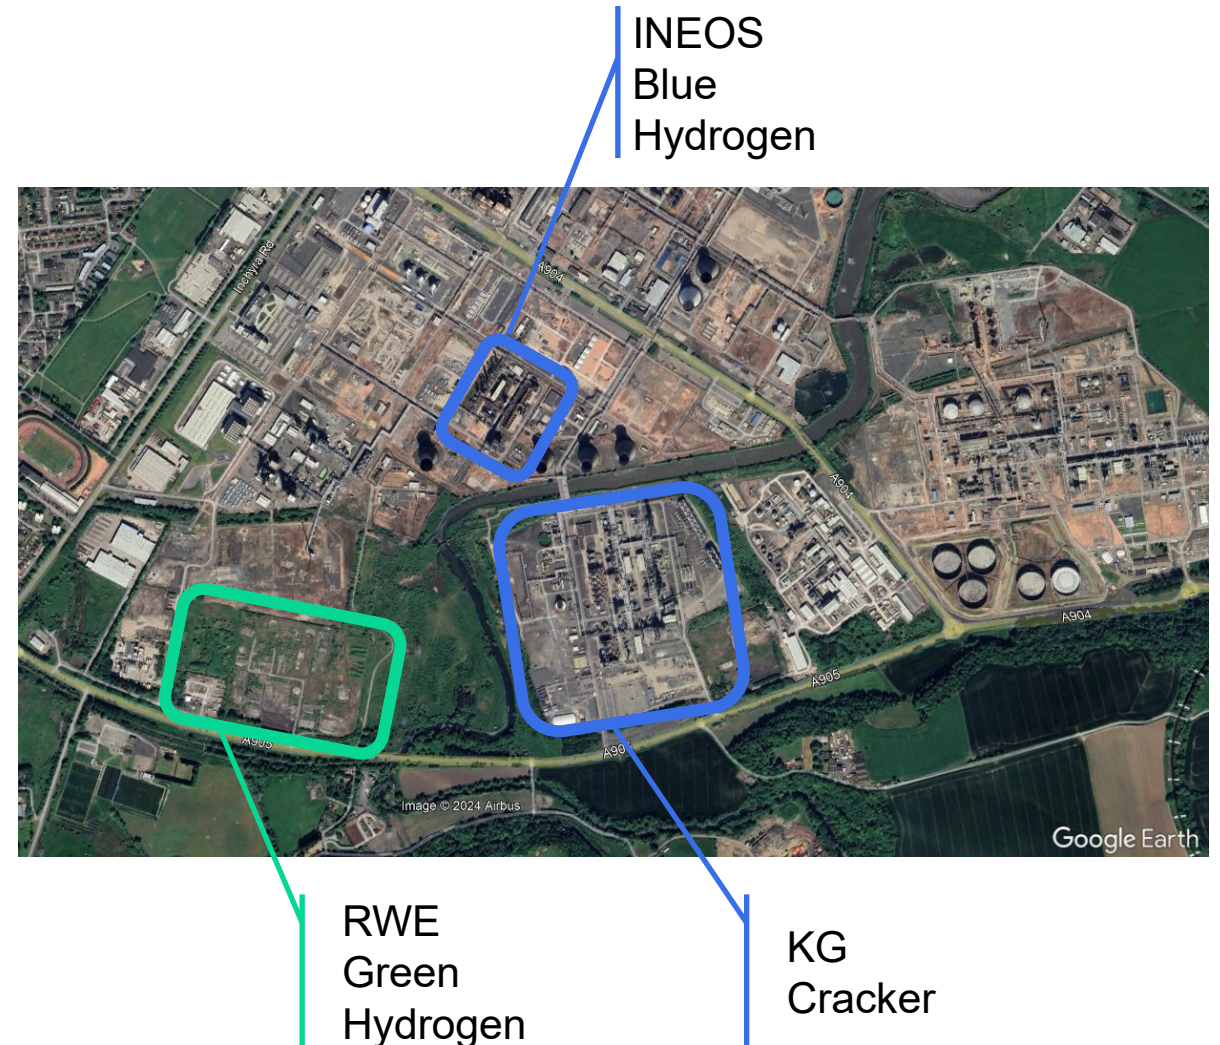 INEOS
Blue
Hydrogen
Inchyra Rd
A904
A904
A904
A905
A905
A90
Image © 2024 Airbus
Google Earth
RWE
Green
Hydrogen
KG
Cracker